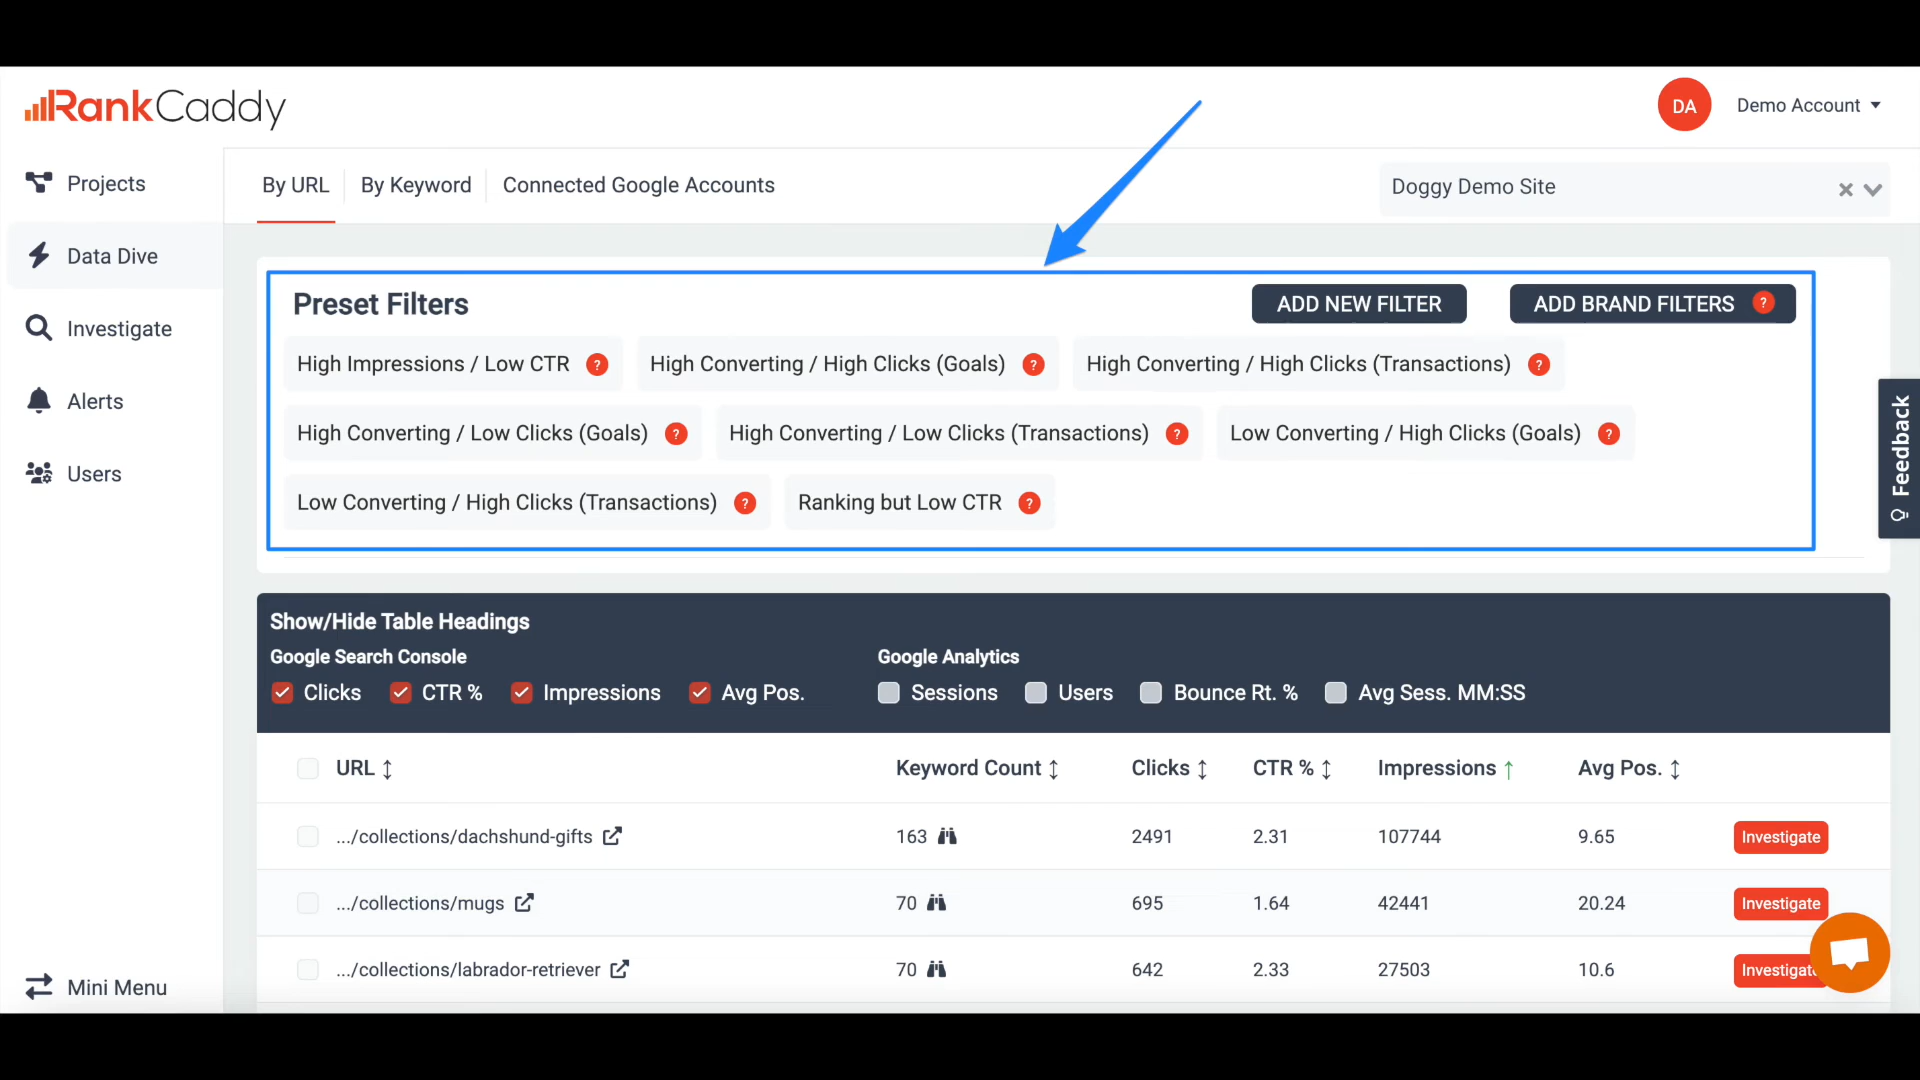 RankCaddy
DA Demo Account
Projects
Data Dive
Investigate
Alerts
Users
Mini Menu
By URL By Keyword Connected Google Accounts
Doggy Demo Site
Preset Filters ADD NEW FILTER ADD BRAND FILTERS ?
High Impressions / Low CTR ? High Converting / High Clicks (Goals) ? High Converting / High Clicks (Transactions) ?
High Converting / Low Clicks (Goals) ? High Converting / Low Clicks (Transactions) ? Low Converting / High Clicks (Goals) ?
Low Converting / High Clicks (Transactions) ? Ranking but Low CTR ?
Feedback
Show/Hide Table Headings
Google Search Console Google Analytics
Clicks CTR % Impressions Avg Pos. Sessions Users Bounce Rt. % Avg Sess. MM:SS
URL Keyword Count Clicks CTR % Impressions Avg Pos.
.../collections/dachshund-gifts 163 2491 2.31 107744 9.65 Investigate
.../collections/mugs 70 695 1.64 42441 20.24 Investigate
.../collections/labrador-retriever 70 642 2.33 27503 10.6 Investigate